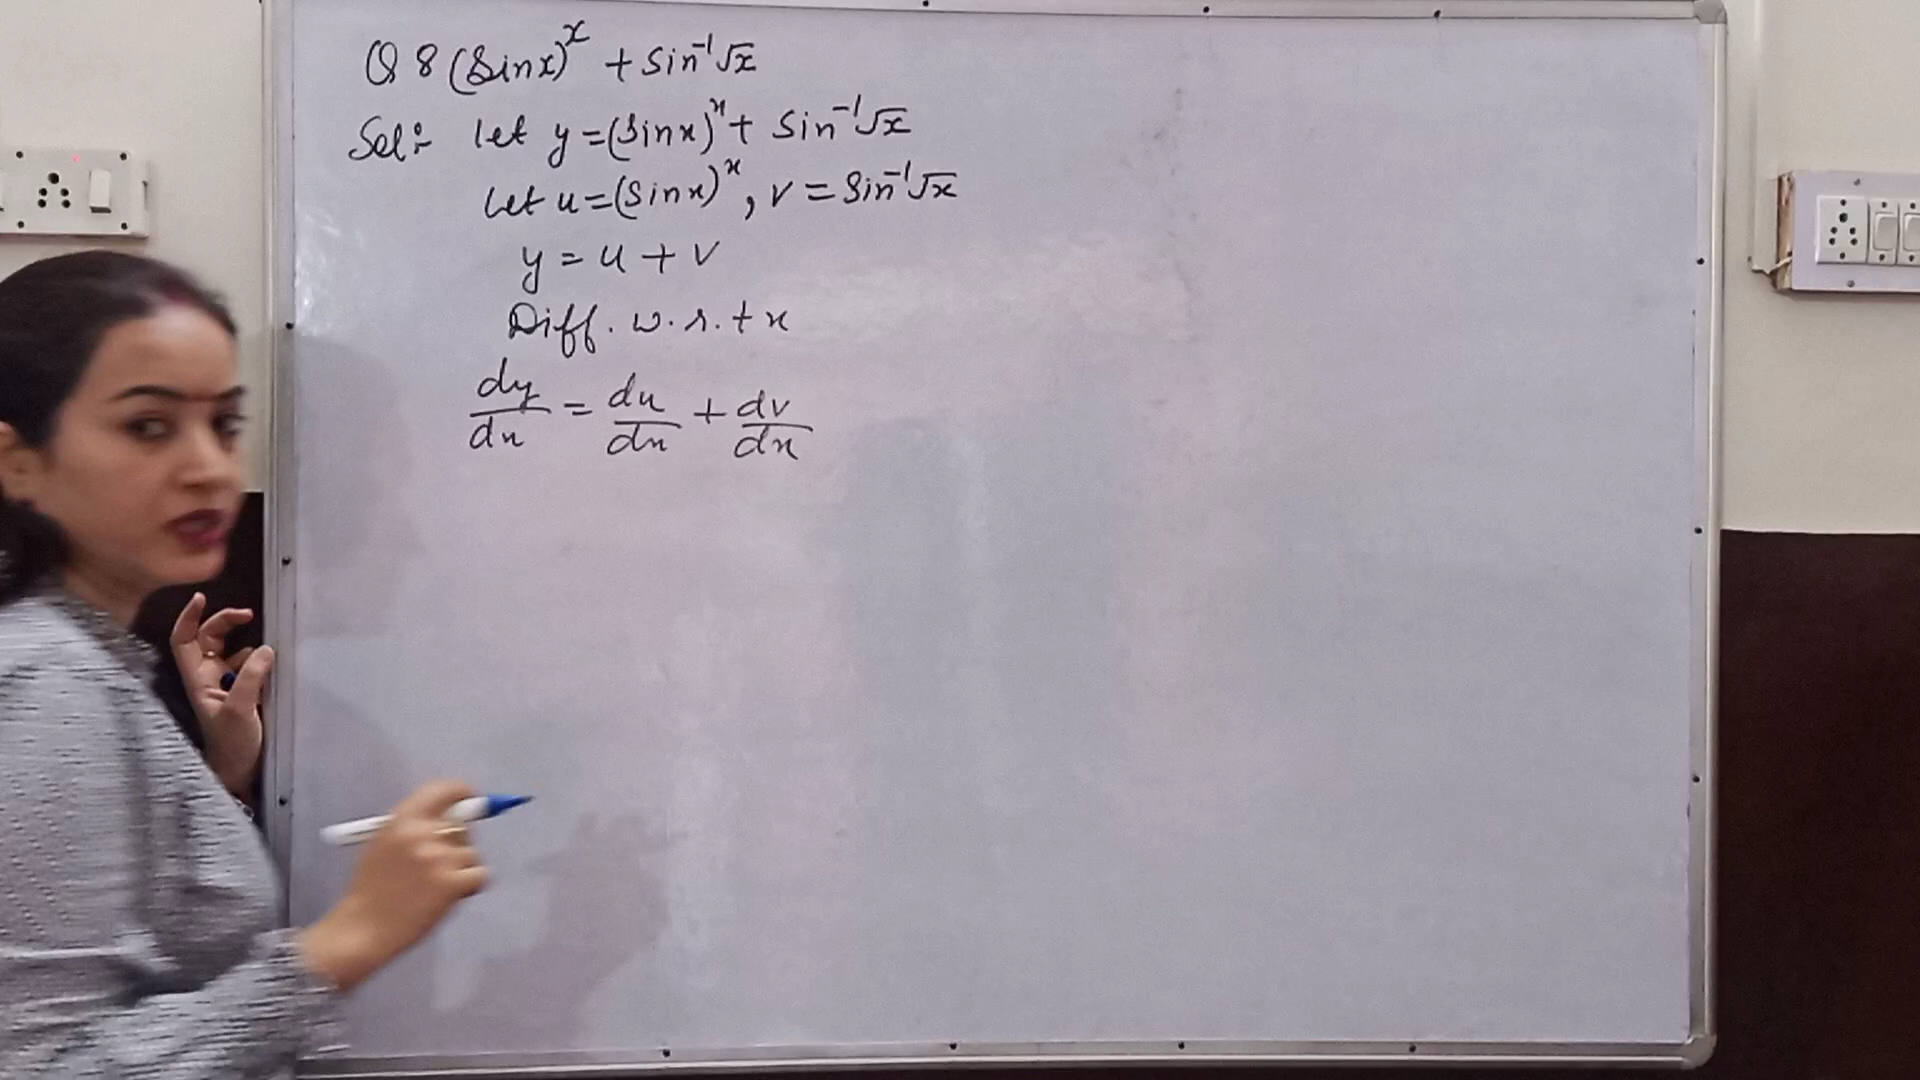 Q 8 (Sinx)^x + Sin⁻¹√x
Sol:- let y = (Sinx)^x + Sin⁻¹√x
Let u = (Sinx)^x, v = Sin⁻¹√x
y = u + v
Diff. w.r.t x
dy/dx = du/dx + dv/dx